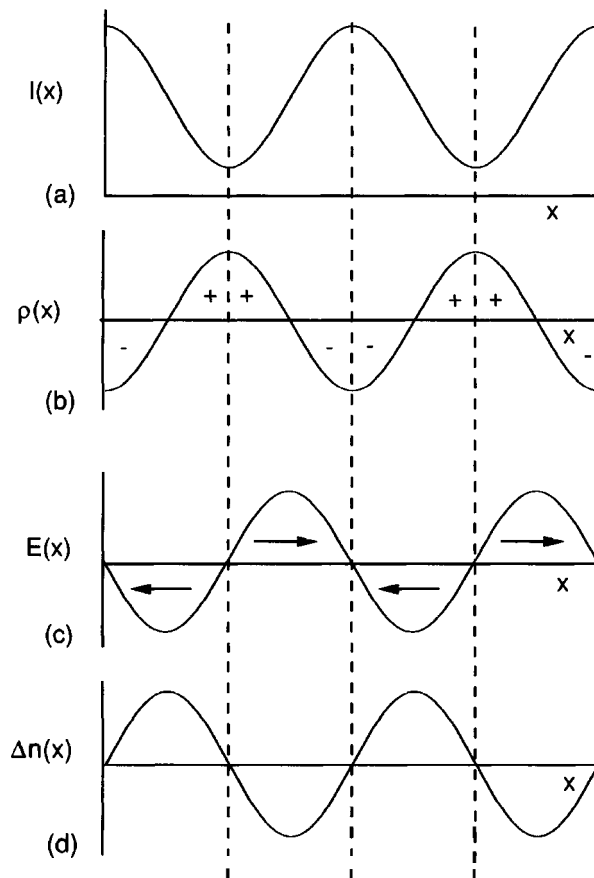 I(x)
(a)
x
ρ(x)
+ +
+ +
x
-
- -
-
(b)
E(x)
x
(c)
Δn(x)
x
(d)